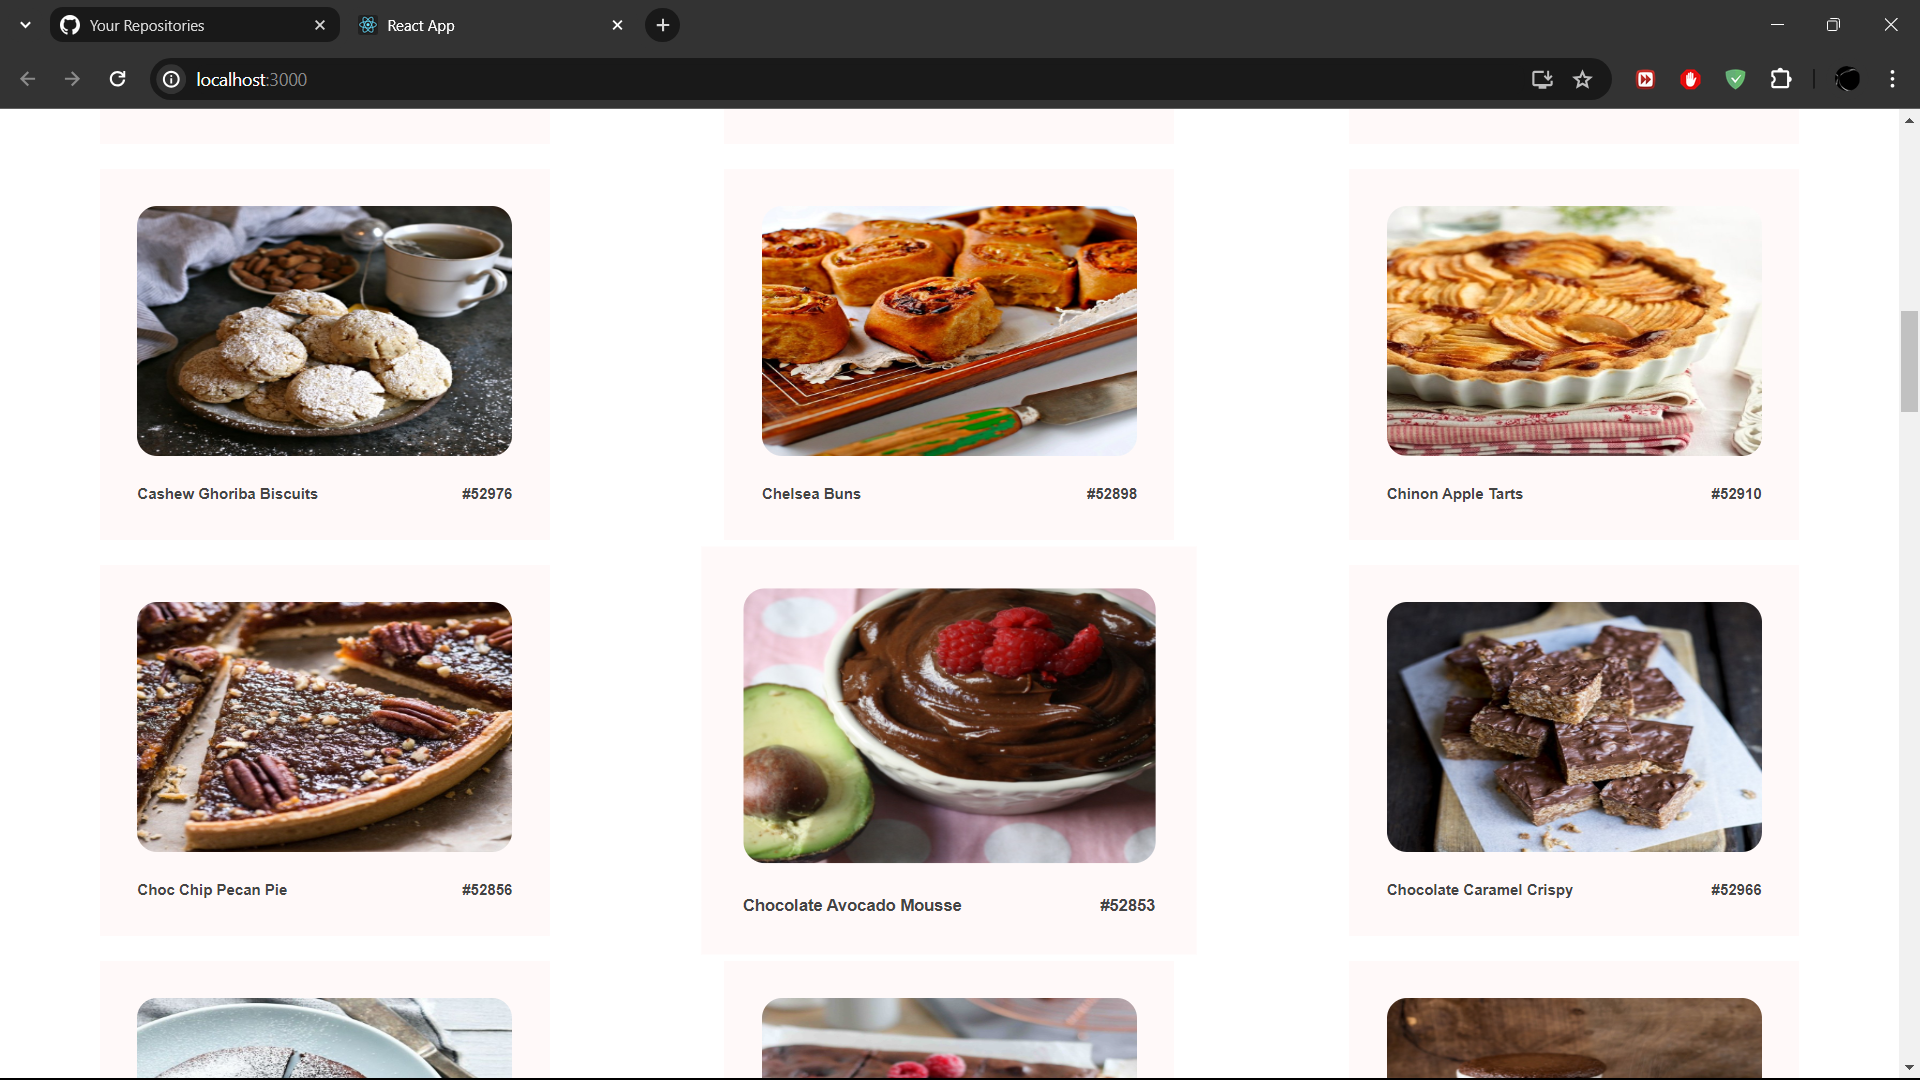 Your Repositories
React App
localhost:3000
Cashew Ghoriba Biscuits #52976
Chelsea Buns #52898
Chinon Apple Tarts #52910
Choc Chip Pecan Pie #52856
Chocolate Avocado Mousse #52853
Chocolate Caramel Crispy #52966